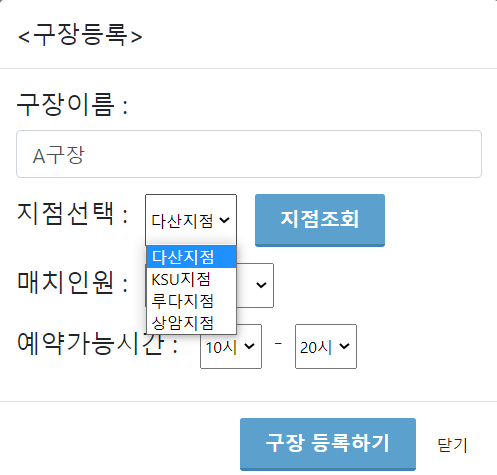 <구장등록>
구장이름 :
A구장
지점선택 : 다산지점 지점조회
다산지점
KSU지점
루다지점
상암지점
매치인원 :
예약가능시간 : 10시 - 20시
구장 등록하기 닫기